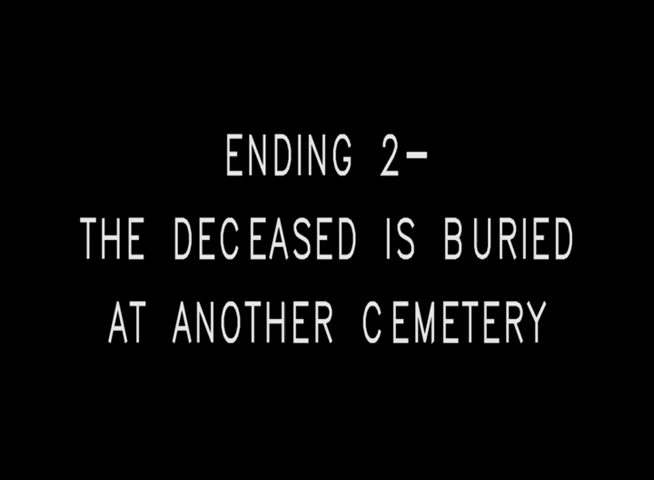 ENDING 2-
THE DECEASED IS BURIED
AT ANOTHER CEMETERY